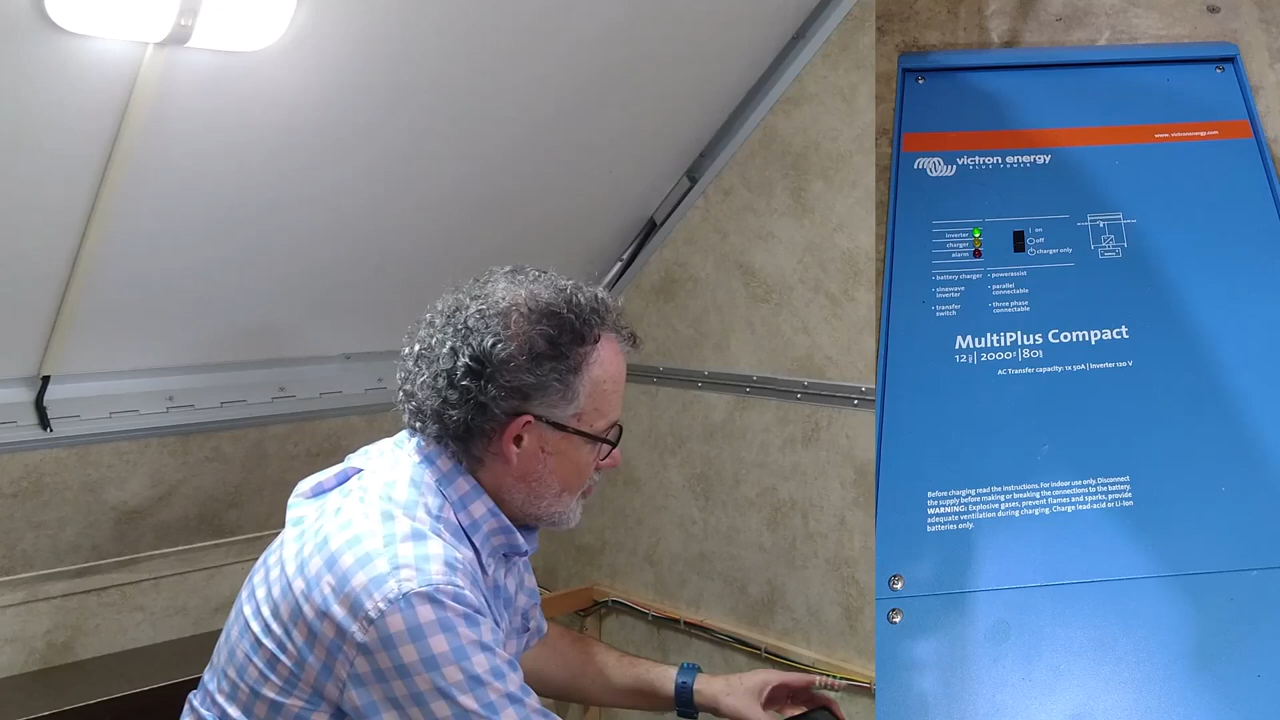 www.victronenergy.com
victron energy
BLUE POWER
inverter
charger
alarm
on
off
charger only
• battery charger
• sinewave
inverter
• transfer
switch
• powerassist
• parallel
connectable
• three phase
connectable
MultiPlus Compact
12 | 2000 | 80
AC Transfer capacity: 1x 50A | Inverter 120 V
Before charging read the instructions. For indoor use only. Disconnect
the supply before making or breaking the connections to the battery.
WARNING: Explosive gases, prevent flames and sparks, provide
adequate ventilation during charging. Charge lead-acid or Li-Ion
batteries only.